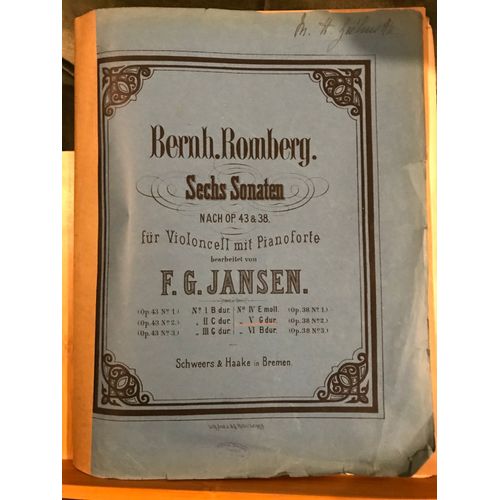 Bernh. Romberg.
Sechs Sonaten
NACH OP. 43 & 38.
für Violoncell mit Pianoforte
bearbeitet von
F. G. JANSEN.
(Op. 43 No 1.) No I B dur. No IV E moll. (Op. 38 No 1.)
(Op. 43 No 2.) „ II C dur. „ V G dur. (Op. 38 No 2.)
(Op. 43 No 3.) „ III G dur. „ VI B dur. (Op. 38 No 3.)
Schweers & Haake in Bremen.